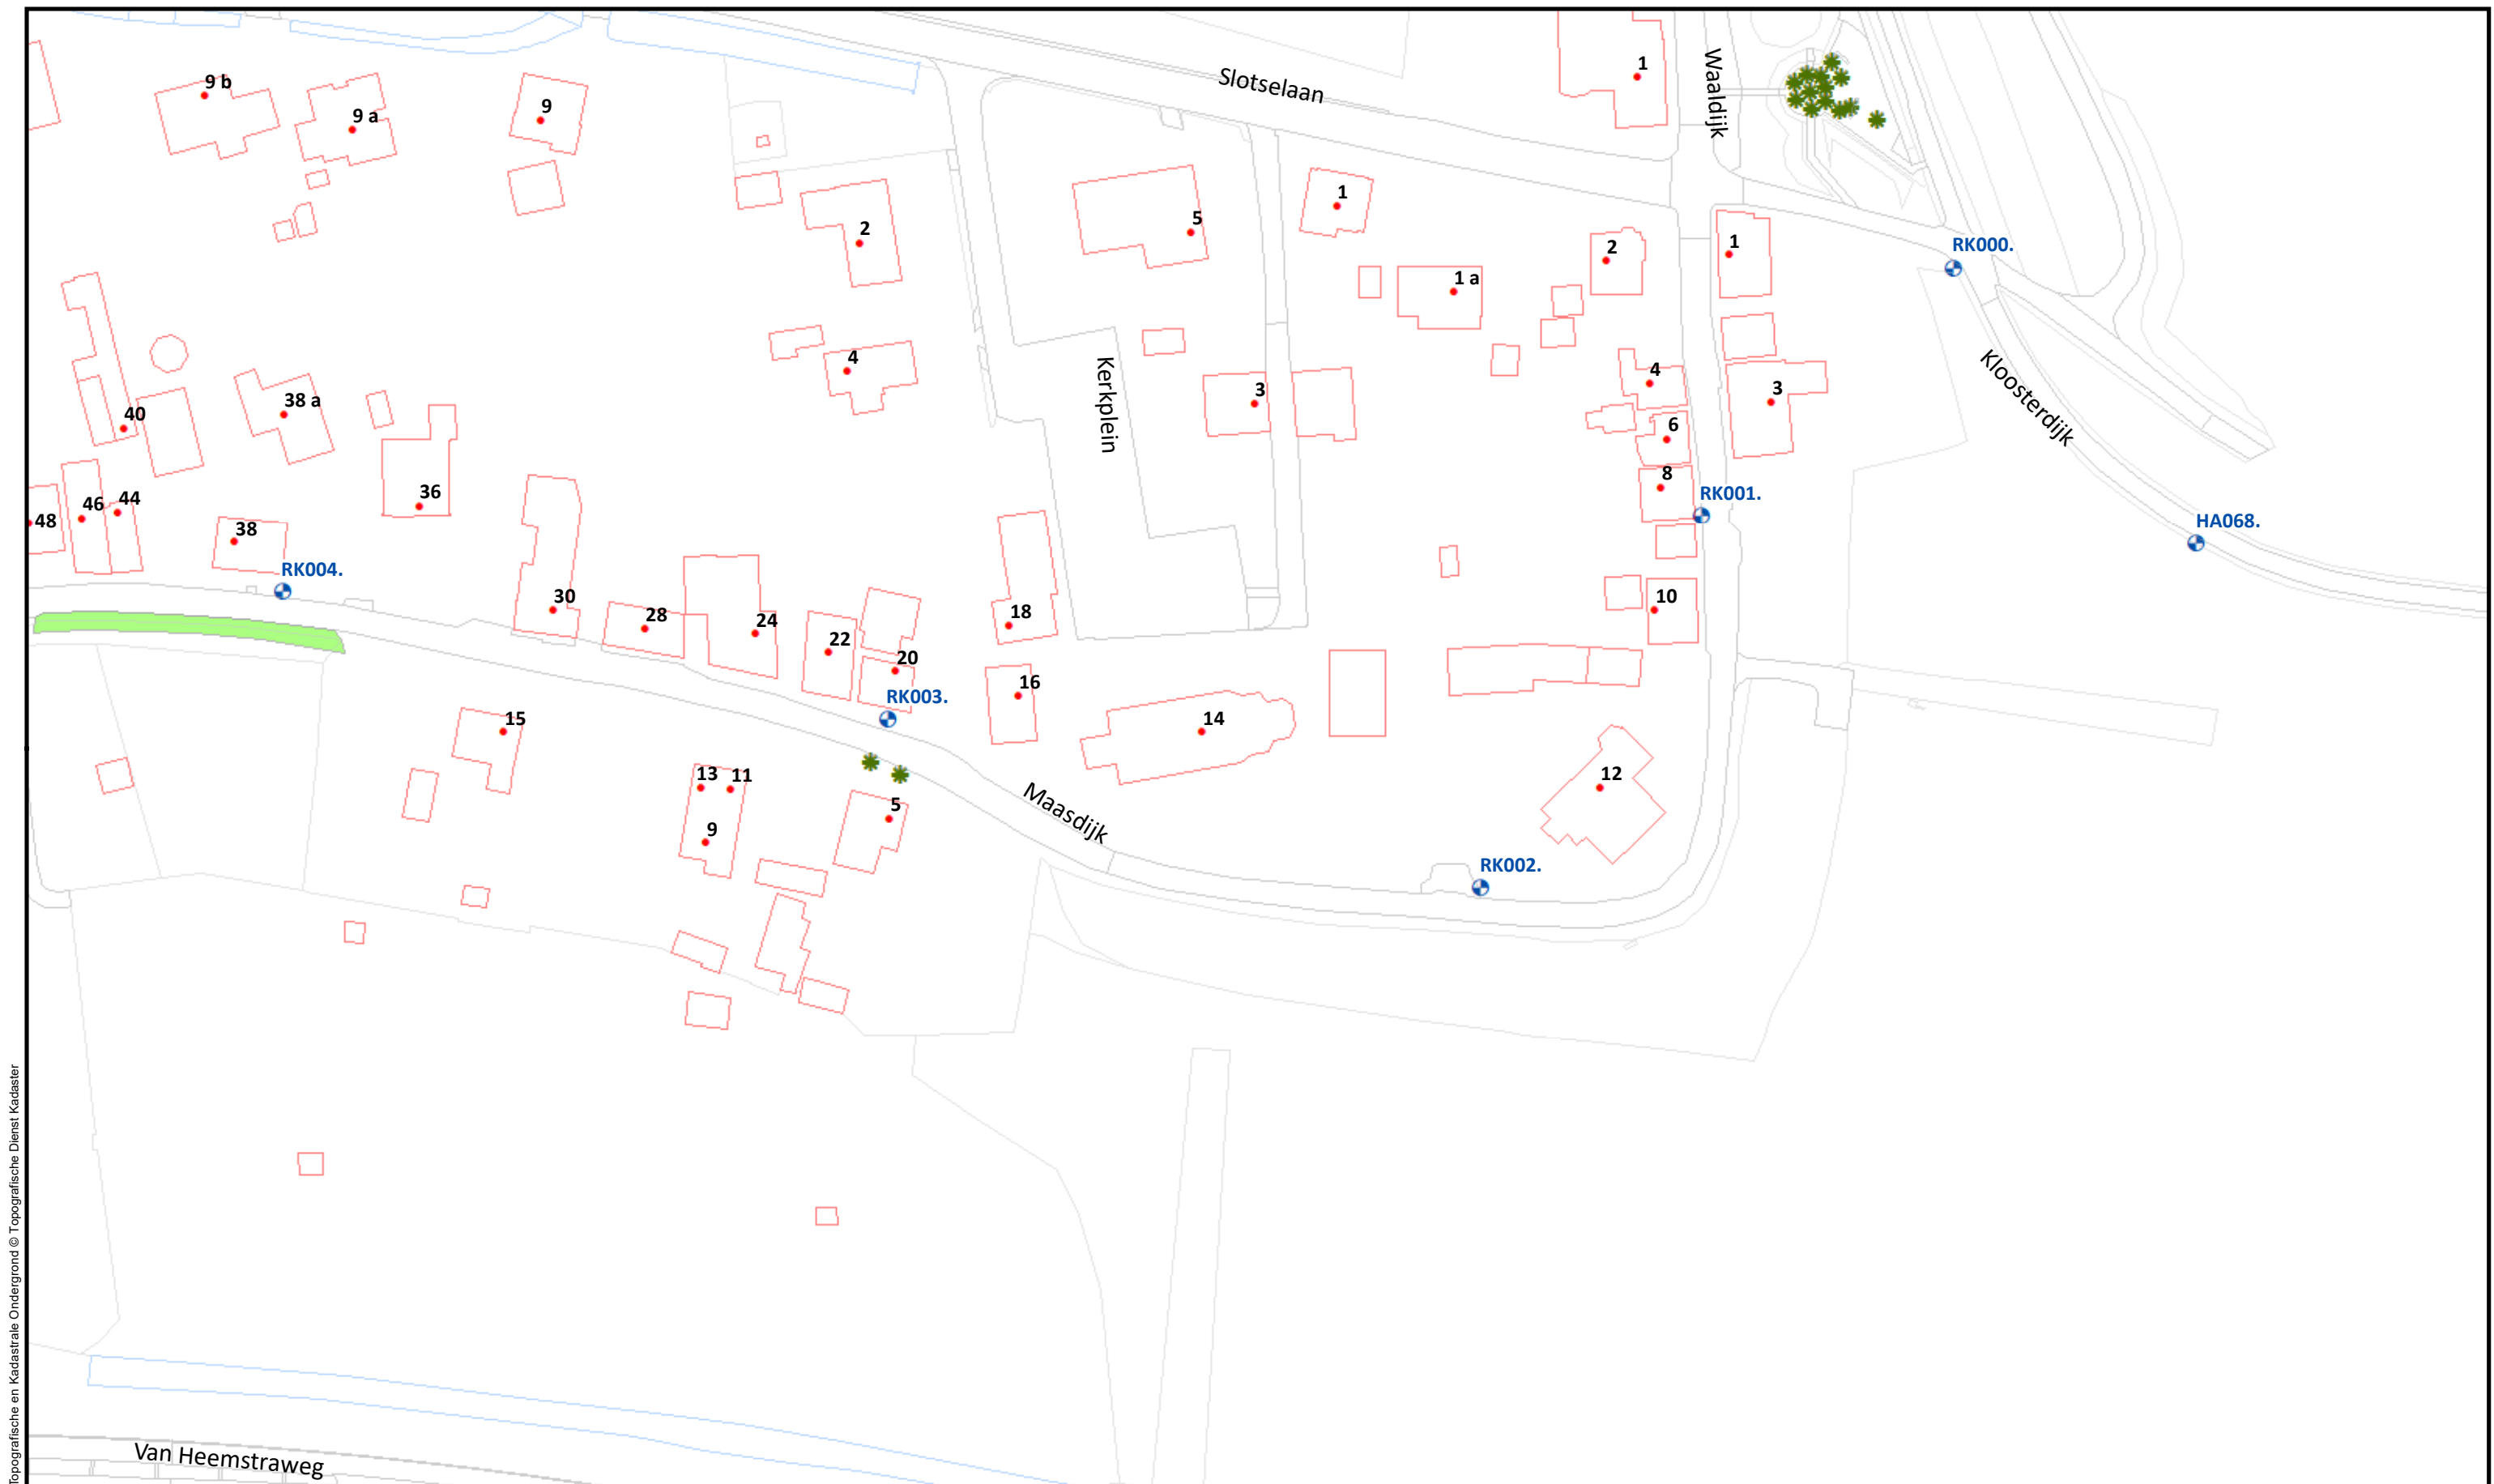 Slotselaan
Waaldijk
1
9 b
9 a
9
2
5
1
1 a
2
1
RK000.
4
3
4
3
Kerkplein
Kloosterdijk
40
38 a
36
6
8
RK001.
HA068.
48
46
44
38
RK004.
30
28
24
22
20
RK003.
18
16
10
14
12
15
13
11
9
5
Maasdijk
RK002.
Van Heemstraweg
Topografische en Kadastrale Ondergrond © Topografische Dienst Kadaster